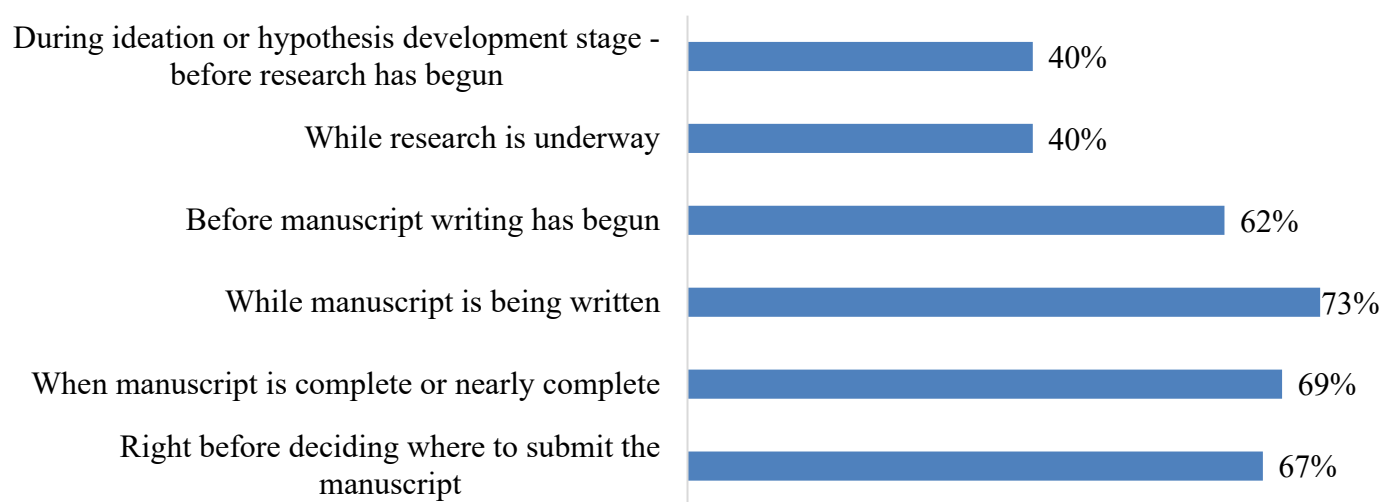 During ideation or hypothesis development stage -
before research has begun
40%
While research is underway
40%
Before manuscript writing has begun
62%
While manuscript is being written
73%
When manuscript is complete or nearly complete
69%
Right before deciding where to submit the
manuscript
67%